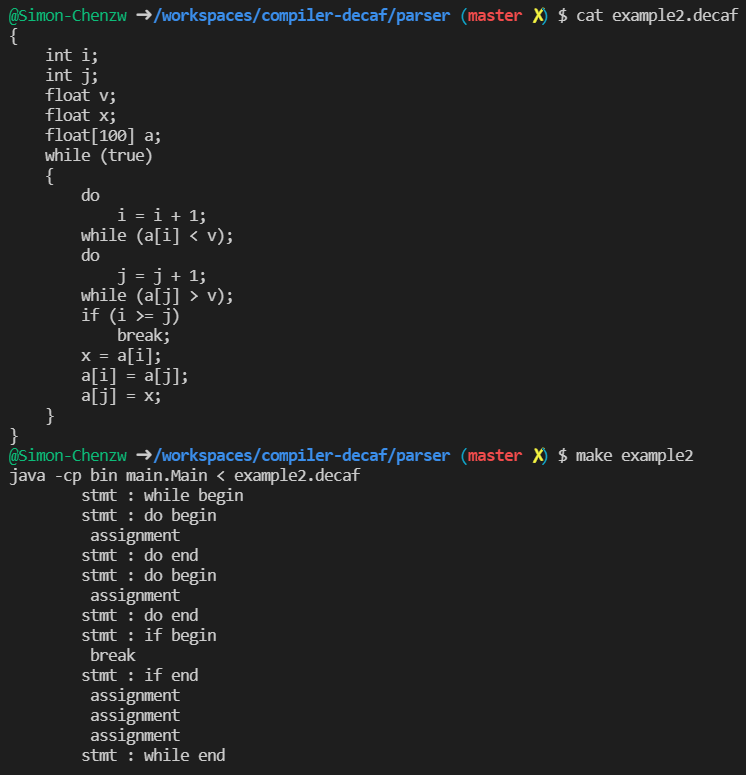 @Simon-Chenzw ➜/workspaces/compiler-decaf/parser (master ✗) $ cat example2.decaf
{
    int i;
    int j;
    float v;
    float x;
    float[100] a;
    while (true)
    {
        do
            i = i + 1;
        while (a[i] < v);
        do
            j = j + 1;
        while (a[j] > v);
        if (i >= j)
            break;
        x = a[i];
        a[i] = a[j];
        a[j] = x;
    }
}
@Simon-Chenzw ➜/workspaces/compiler-decaf/parser (master ✗) $ make example2
java -cp bin main.Main < example2.decaf
        stmt : while begin
        stmt : do begin
         assignment
        stmt : do end
        stmt : do begin
         assignment
        stmt : do end
        stmt : if begin
         break
        stmt : if end
         assignment
         assignment
         assignment
        stmt : while end